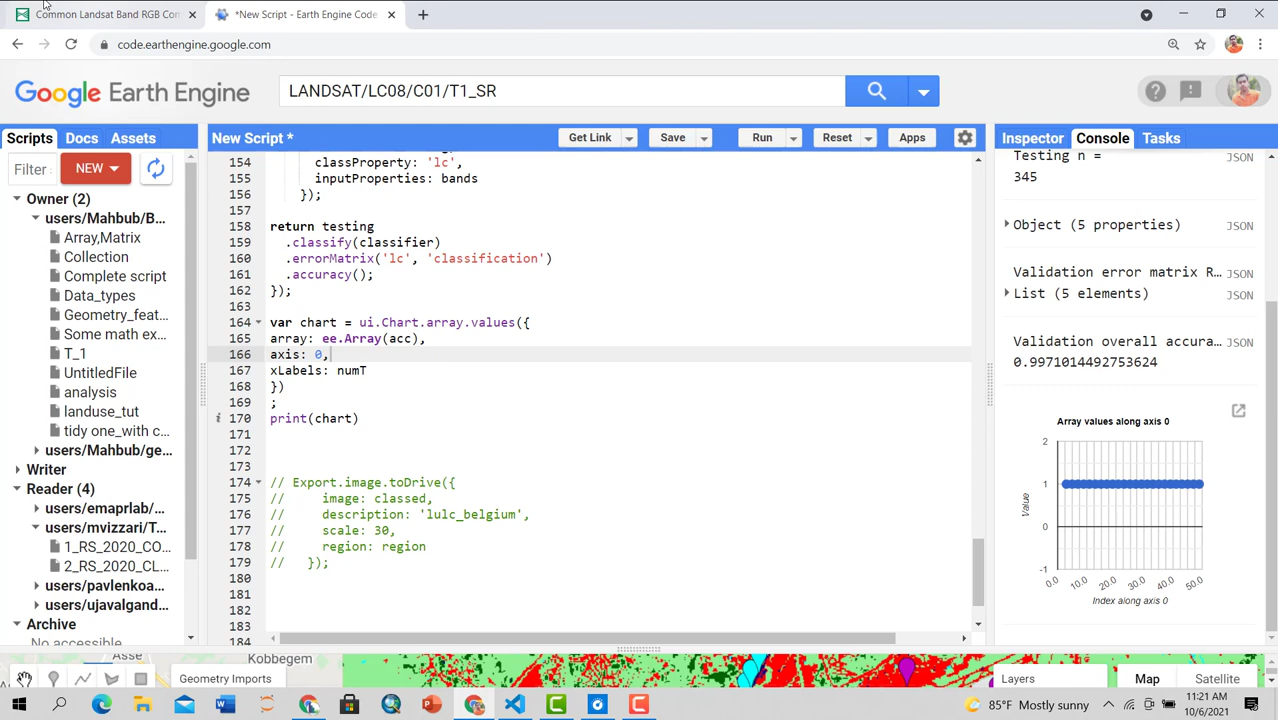 Common Landsat Band RGB Com
*New Script - Earth Engine Code
code.earthengine.google.com
Google Earth Engine
LANDSAT/LC08/C01/T1_SR
Scripts Docs Assets
New Script *
Get Link Save Run Reset Apps
Inspector Console Tasks
Filter
NEW
Owner (2)
users/Mahbub/B...
Array,Matrix
Collection
Complete script
Data_types
Geometry_feat...
Some math ex...
T_1
UntitledFile
analysis
landuse_tut
tidy one_with c...
users/Mahbub/ge...
Writer
Reader (4)
users/emaprlab/...
users/mvizzari/T...
1_RS_2020_CO...
2_RS_2020_CL...
users/pavlenkoa...
users/ujavalgand...
Archive
No accessible
154 classProperty: 'lc',
155 inputProperties: bands
156 });
157
158 return testing
159 .classify(classifier)
160 .errorMatrix('lc', 'classification')
161 .accuracy();
162 });
163
164 var chart = ui.Chart.array.values({
165 array: ee.Array(acc),
166 axis: 0,
167 xLabels: numT
168 })
169 ;
170 print(chart)
171
172
173
174 // Export.image.toDrive({
175 // image: classed,
176 // description: 'lulc_belgium',
177 // scale: 30,
178 // region: region
179 // });
180
181
182
183
184
Testing n =
JSON
345
Object (5 properties)
JSON
Validation error matrix R...
JSON
List (5 elements)
JSON
Validation overall accura...
JSON
0.9971014492753624
Array values along axis 0
2
1
0
-1
Value
0.0 10.0 20.0 30.0 40.0 50.0
Index along axis 0
Asse
Kobbegem
Geometry Imports
Layers
Map
Satellite
85°F Mostly sunny
11:21 AM
10/6/2021